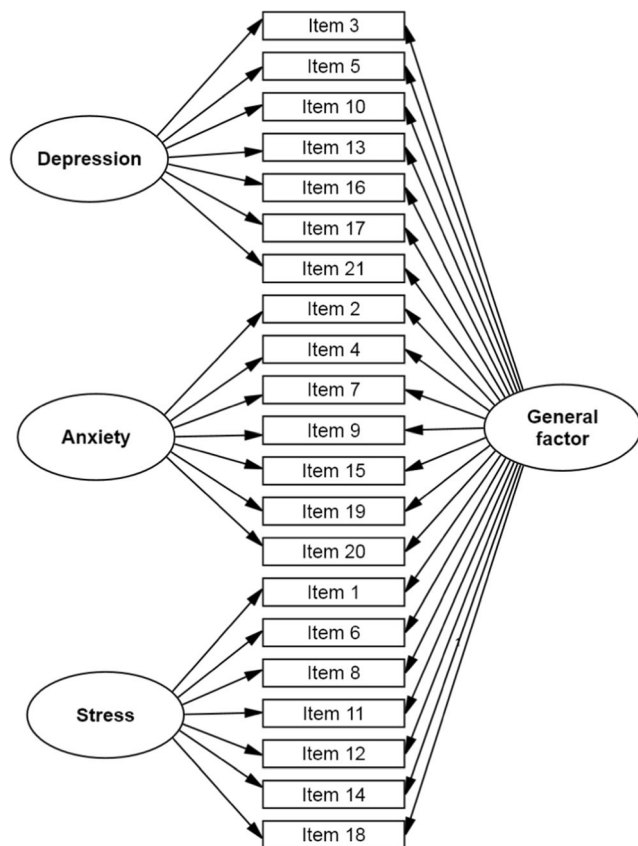 Item 3
Item 5
Item 10
Item 13
Depression
Item 16
Item 17
Item 21
Item 2
Item 4
Item 7
Anxiety
Item 9
General
factor
Item 15
Item 19
Item 20
Item 1
Item 6
Item 8
Stress
Item 11
Item 12
Item 14
Item 18